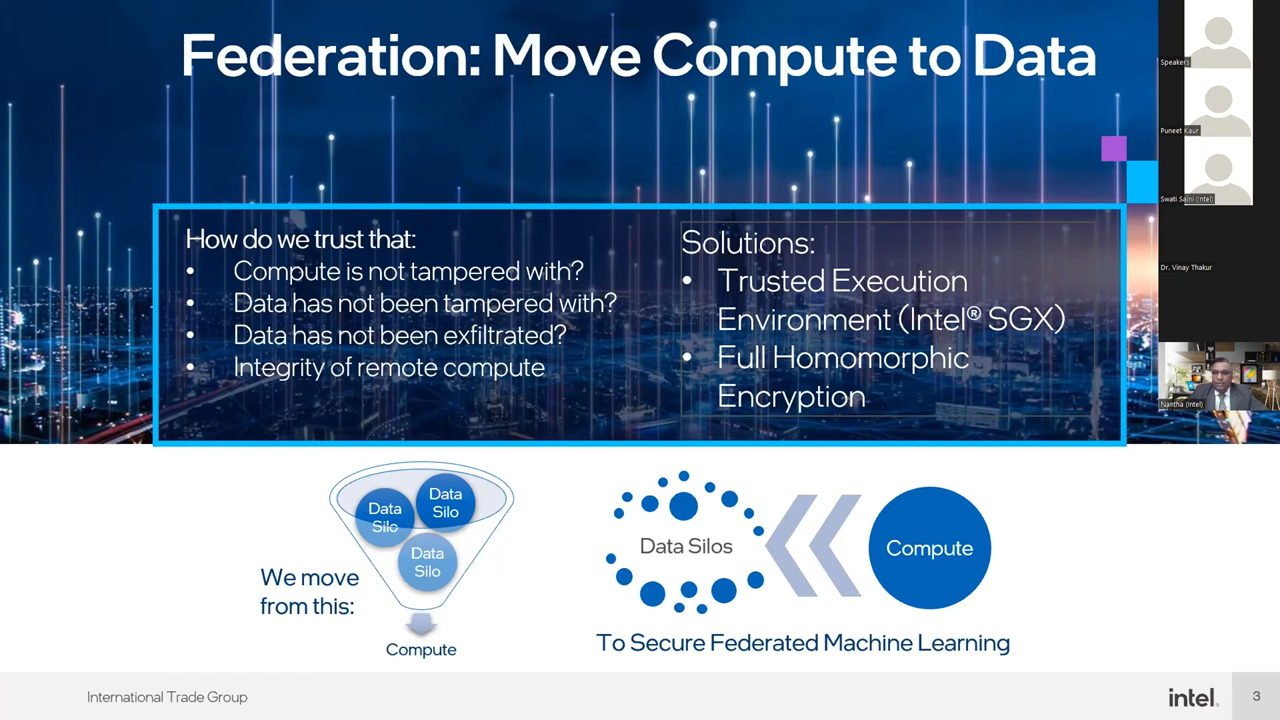 Federation: Move Compute to Data
How do we trust that:
• Compute is not tampered with?
• Data has not been tampered with?
• Data has not been exfiltrated?
• Integrity of remote compute
Solutions:
• Trusted Execution
Environment (Intel® SGX)
• Full Homomorphic
Encryption
We move
from this:
Data
Silo
Data
Silo
Data
Silo
Compute
Data Silos
Compute
To Secure Federated Machine Learning
International Trade Group
intel.
3
Speakers
Puneet Kaur
Swati Saini (Intel)
Dr. Vinay Thakur
Nantha (Intel)